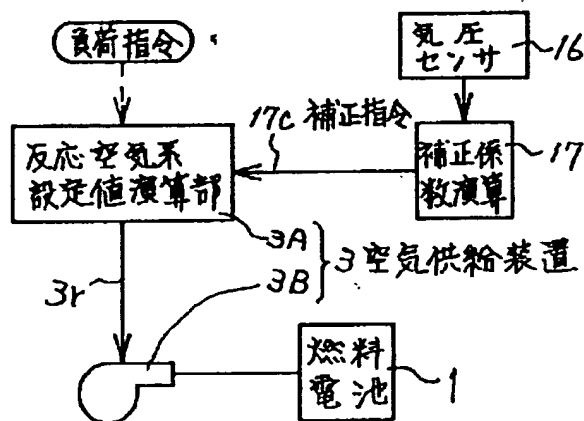 負荷指令
気圧
センサ
16
17c 補正指令
反応空気系
設定値演算部
補正係
数演算
17
3A
3B
3 空気供給装置
3r
燃料
電池
1